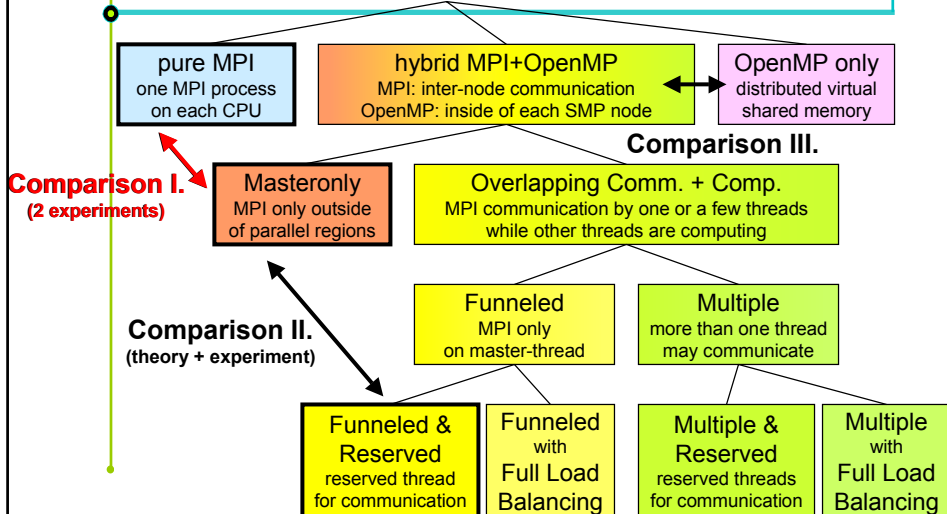 pure MPI
one MPI process
on each CPU
hybrid MPI+OpenMP
MPI: inter-node communication
OpenMP: inside of each SMP node
OpenMP only
distributed virtual
shared memory
Comparison III.
Comparison I.
(2 experiments)
Masteronly
MPI only outside
of parallel regions
Overlapping Comm. + Comp.
MPI communication by one or a few threads
while other threads are computing
Comparison II.
(theory + experiment)
Funneled
MPI only
on master-thread
Multiple
more than one thread
may communicate
Funneled &
Reserved
reserved thread
for communication
Funneled
with
Full Load
Balancing
Multiple &
Reserved
reserved threads
for communication
Multiple
with
Full Load
Balancing